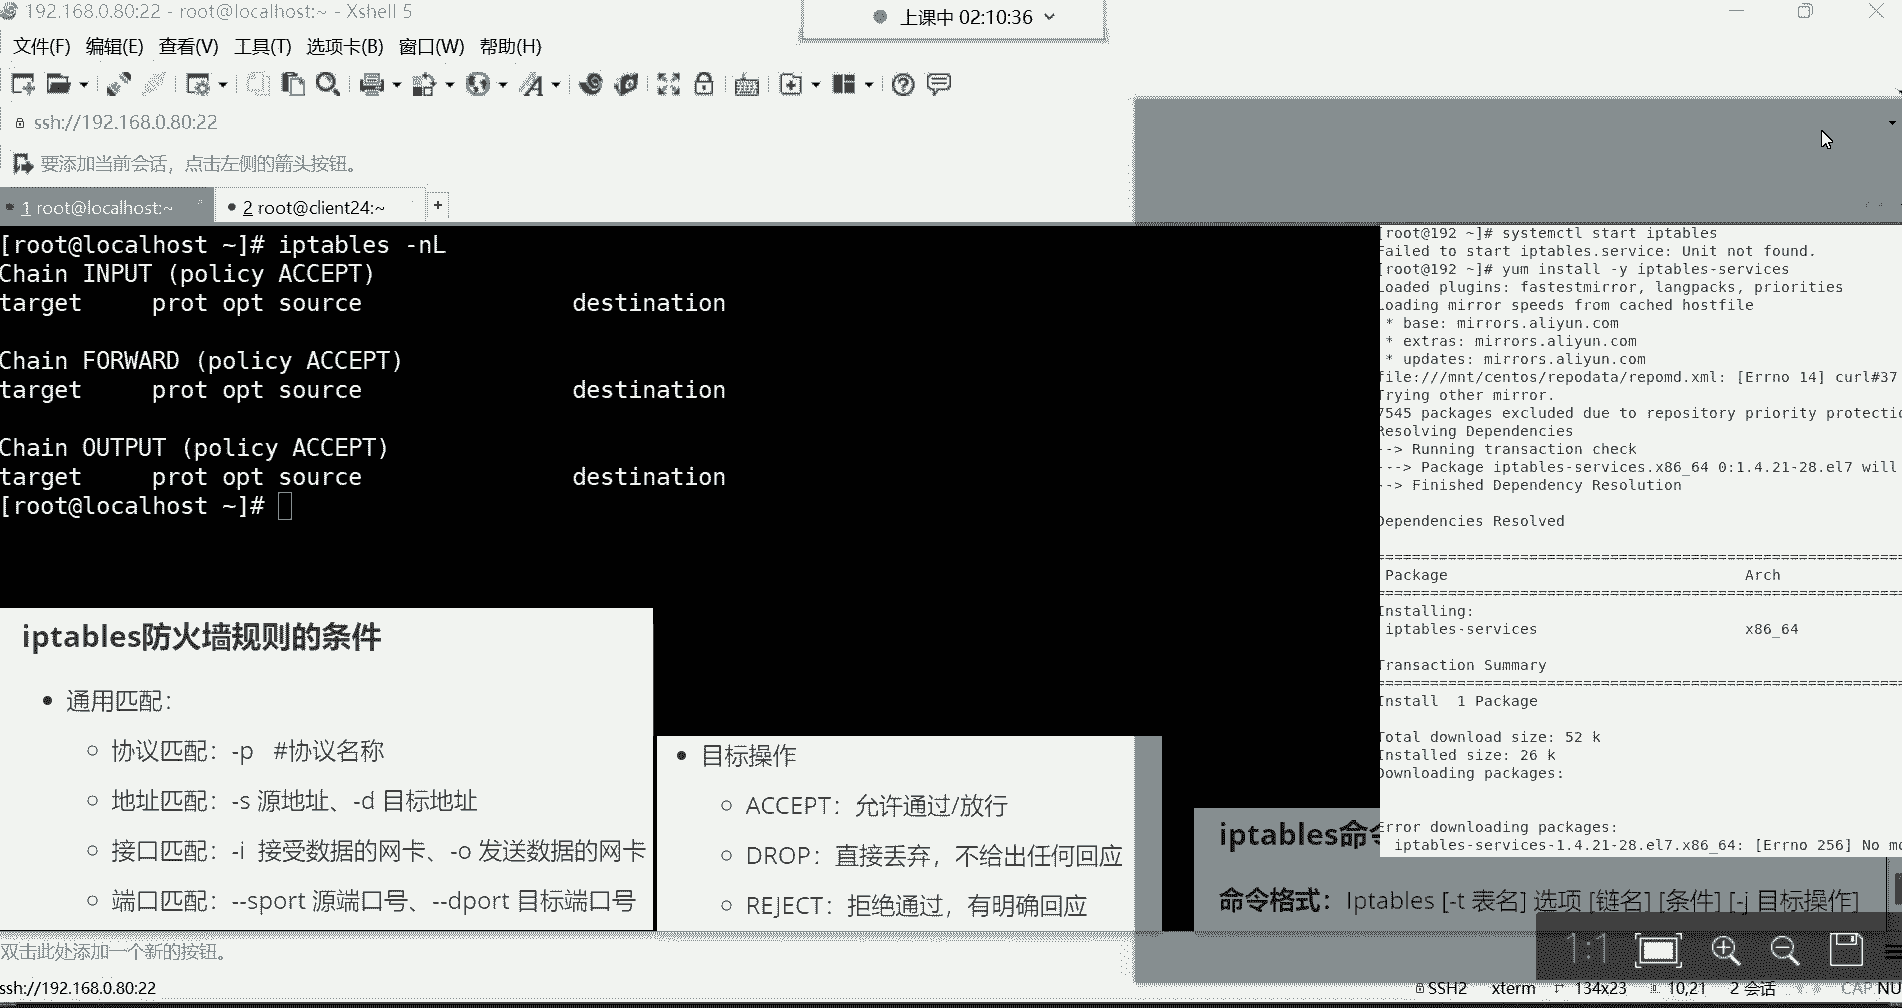 192.168.0.80:22 - root@localhost:~ - Xshell 5
上课中 02:10:36
文件(F) 编辑(E) 查看(V) 工具(T) 选项卡(B) 窗口(W) 帮助(H)
ssh://192.168.0.80:22
要添加当前会话，点击左侧的箭头按钮。
1 root@localhost:~
2 root@client24:~
+
[root@localhost ~]# iptables -nL
Chain INPUT (policy ACCEPT)
target prot opt source destination
Chain FORWARD (policy ACCEPT)
target prot opt source destination
Chain OUTPUT (policy ACCEPT)
target prot opt source destination
[root@localhost ~]#
[root@192 ~]# systemctl start iptables
Failed to start iptables.service: Unit not found.
[root@192 ~]# yum install -y iptables-services
Loaded plugins: fastestmirror, langpacks, priorities
Loading mirror speeds from cached hostfile
* base: mirrors.aliyun.com
* extras: mirrors.aliyun.com
* updates: mirrors.aliyun.com
file:///mnt/centos/repodata/repomd.xml: [Errno 14] curl#37
Trying other mirror.
7545 packages excluded due to repository priority protectio
Resolving Dependencies
--> Running transaction check
---> Package iptables-services.x86_64 0:1.4.21-28.el7 will
--> Finished Dependency Resolution
Dependencies Resolved
Package Arch
Installing:
iptables-services x86_64
Transaction Summary
Install 1 Package
Total download size: 52 k
Installed size: 26 k
Downloading packages:
Error downloading packages:
iptables-services-1.4.21-28.el7.x86_64: [Errno 256] No mo
iptables防火墙规则的条件
• 通用匹配：
○ 协议匹配：-p #协议名称
○ 地址匹配：-s 源地址、-d 目标地址
○ 接口匹配：-i 接受数据的网卡、-o 发送数据的网卡
○ 端口匹配：--sport 源端口号、--dport 目标端口号
• 目标操作
○ ACCEPT：允许通过/放行
○ DROP：直接丢弃，不给出任何回应
○ REJECT：拒绝通过，有明确回应
iptables命令
命令格式：Iptables [-t 表名] 选项 [链名] [条件] [-j 目标操作]
1:1
双击此处添加一个新的按钮。
ssh://192.168.0.80:22
SSH2 xterm 134x23 10,21 2 会话 CAP NU